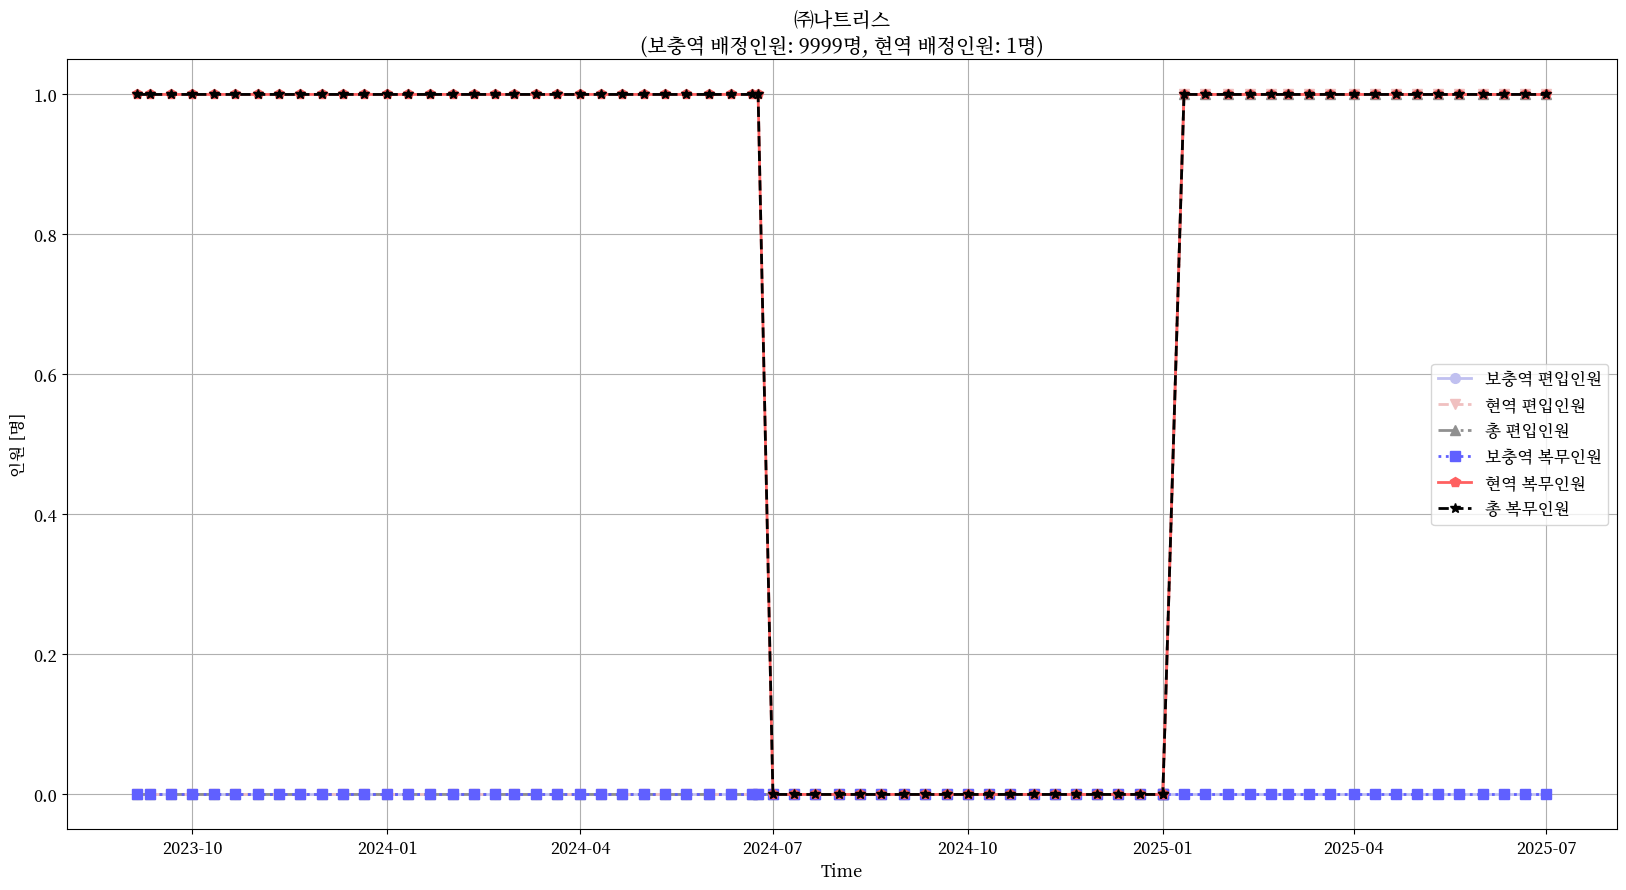 ㈜나트리스
(보충역 배정인원: 9999명, 현역 배정인원: 1명)
1.0
0.8
0.6
0.4
0.2
0.0
인원 [명]
보충역 편입인원
현역 편입인원
총 편입인원
보충역 복무인원
현역 복무인원
총 복무인원
2023-10
2024-01
2024-04
2024-07
2024-10
2025-01
2025-04
2025-07
Time